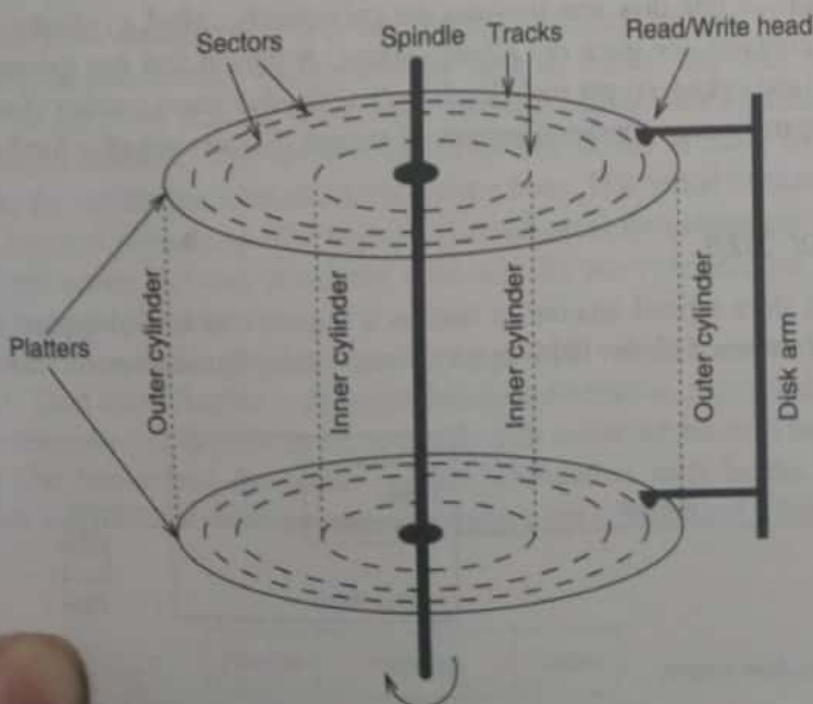 Sectors
Spindle
Tracks
Read/Write head
Platters
Outer cylinder
Inner cylinder
Inner cylinder
Outer cylinder
Disk arm